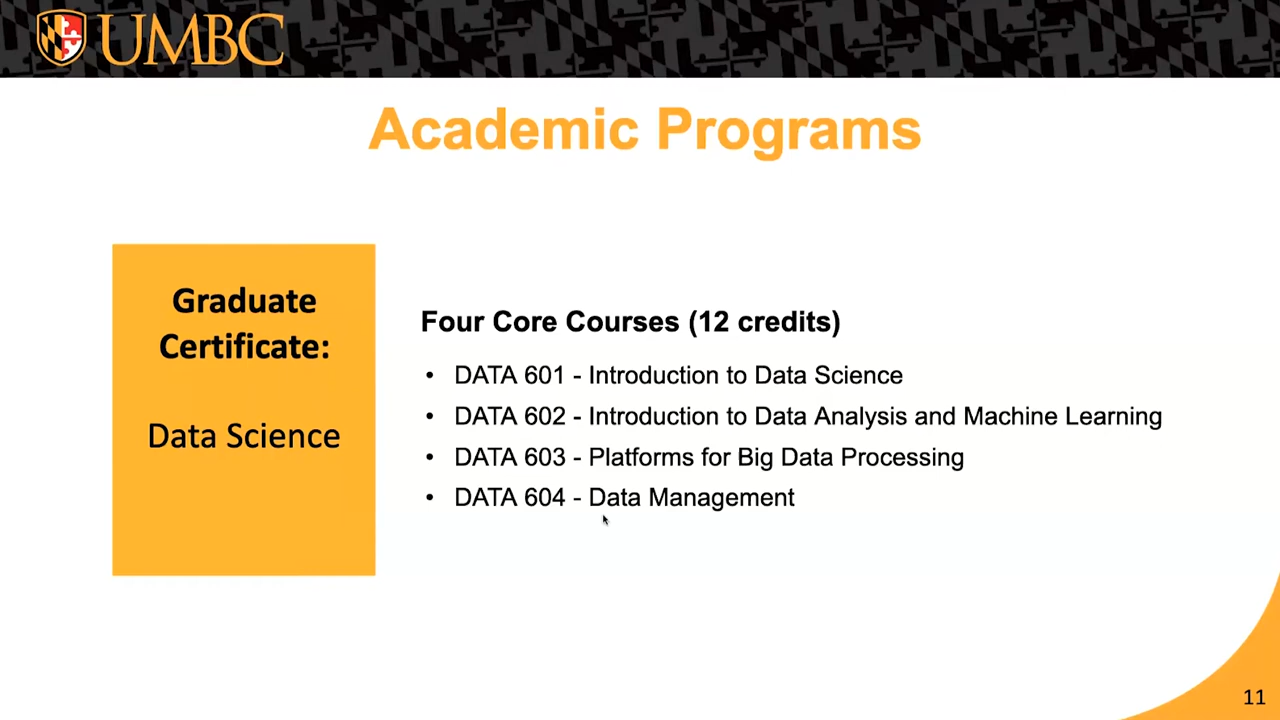 UMBC
Academic Programs
Graduate
Certificate:
Data Science
Four Core Courses (12 credits)
• DATA 601 - Introduction to Data Science
• DATA 602 - Introduction to Data Analysis and Machine Learning
• DATA 603 - Platforms for Big Data Processing
• DATA 604 - Data Management
11